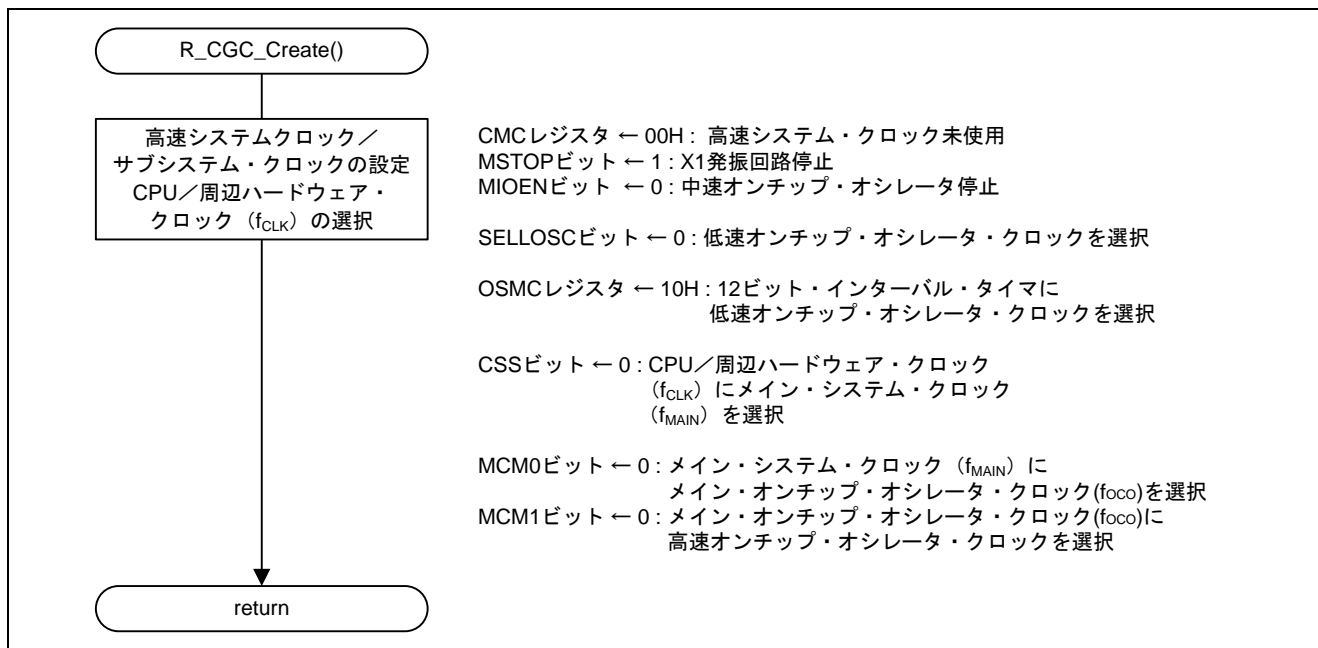 R_CGC_Create()
高速システムクロック／
サブシステム・クロックの設定
CPU／周辺ハードウェア・
クロック（fCLK）の選択
CMCレジスタ ← 00H : 高速システム・クロック未使用
MSTOPビット ← 1 : X1発振回路停止
MIOENビット ← 0 : 中速オンチップ・オシレータ停止
SELLOSCビット ← 0 : 低速オンチップ・オシレータ・クロックを選択
OSMCレジスタ ← 10H : 12ビット・インターバル・タイマに
低速オンチップ・オシレータ・クロックを選択
CSSビット ← 0 : CPU／周辺ハードウェア・クロック
（fCLK）にメイン・システム・クロック
（fMAIN）を選択
MCM0ビット ← 0 : メイン・システム・クロック（fMAIN）に
メイン・オンチップ・オシレータ・クロック(fOCO)を選択
MCM1ビット ← 0 : メイン・オンチップ・オシレータ・クロック(fOCO)に
高速オンチップ・オシレータ・クロックを選択
return